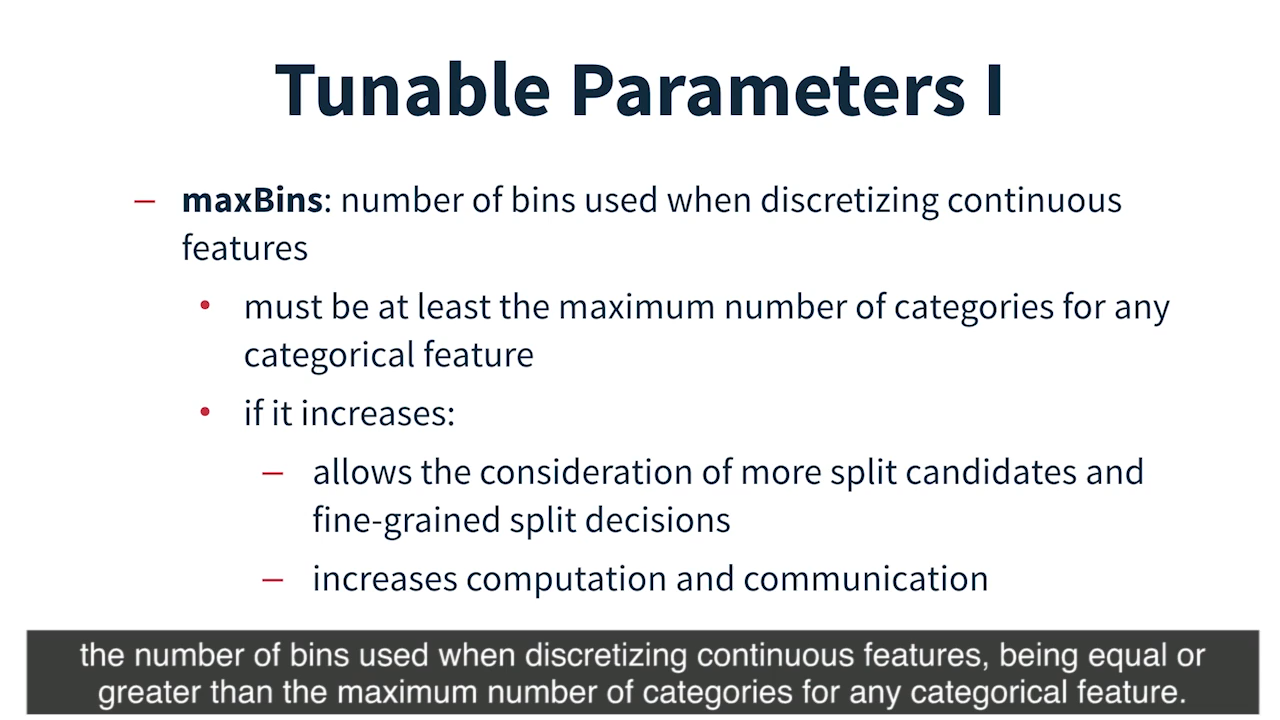 Tunable Parameters I
– maxBins: number of bins used when discretizing continuous
features
• must be at least the maximum number of categories for any
categorical feature
• if it increases:
– allows the consideration of more split candidates and
fine-grained split decisions
– increases computation and communication
the number of bins used when discretizing continuous features, being equal or
greater than the maximum number of categories for any categorical feature.